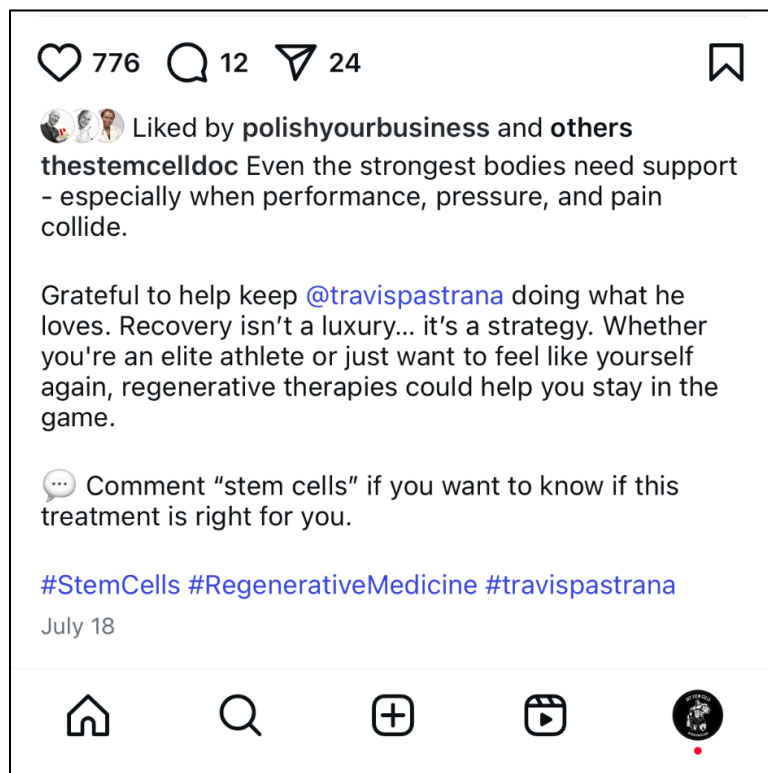 776 12 24
Liked by polishyourbusiness and others
thestemcelldoc Even the strongest bodies need support
- especially when performance, pressure, and pain
collide.
Grateful to help keep @travispastrana doing what he
loves. Recovery isn’t a luxury... it’s a strategy. Whether
you're an elite athlete or just want to feel like yourself
again, regenerative therapies could help you stay in the
game.
💬 Comment “stem cells” if you want to know if this
treatment is right for you.
#StemCells #RegenerativeMedicine #travispastrana
July 18